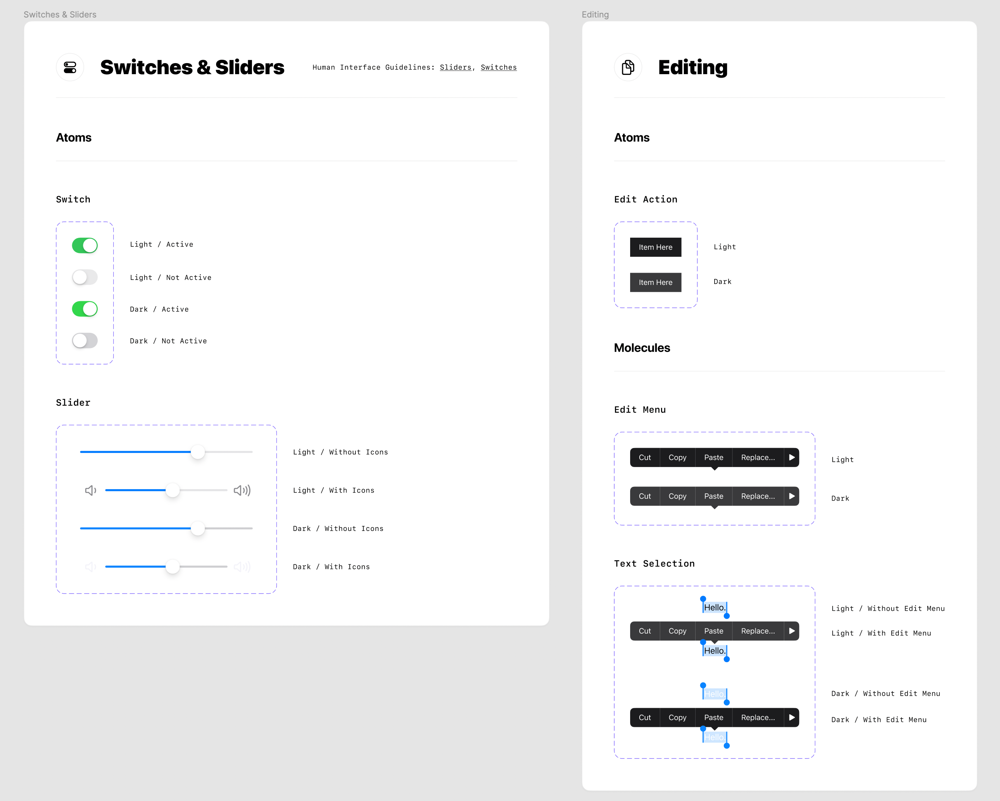 Switches & Sliders
Switches & Sliders
Human Interface Guidelines: Sliders, Switches
Atoms
Switch
Light / Active
Light / Not Active
Dark / Active
Dark / Not Active
Slider
Light / Without Icons
Light / With Icons
Dark / Without Icons
Dark / With Icons
Editing
Editing
Atoms
Edit Action
Item Here
Light
Item Here
Dark
Molecules
Edit Menu
Cut Copy Paste Replace...
Light
Cut Copy Paste Replace...
Dark
Text Selection
Hello.
Light / Without Edit Menu
Cut Copy Paste Replace...
Light / With Edit Menu
Hello.
Hello.
Dark / Without Edit Menu
Cut Copy Paste Replace...
Dark / With Edit Menu
Hello.